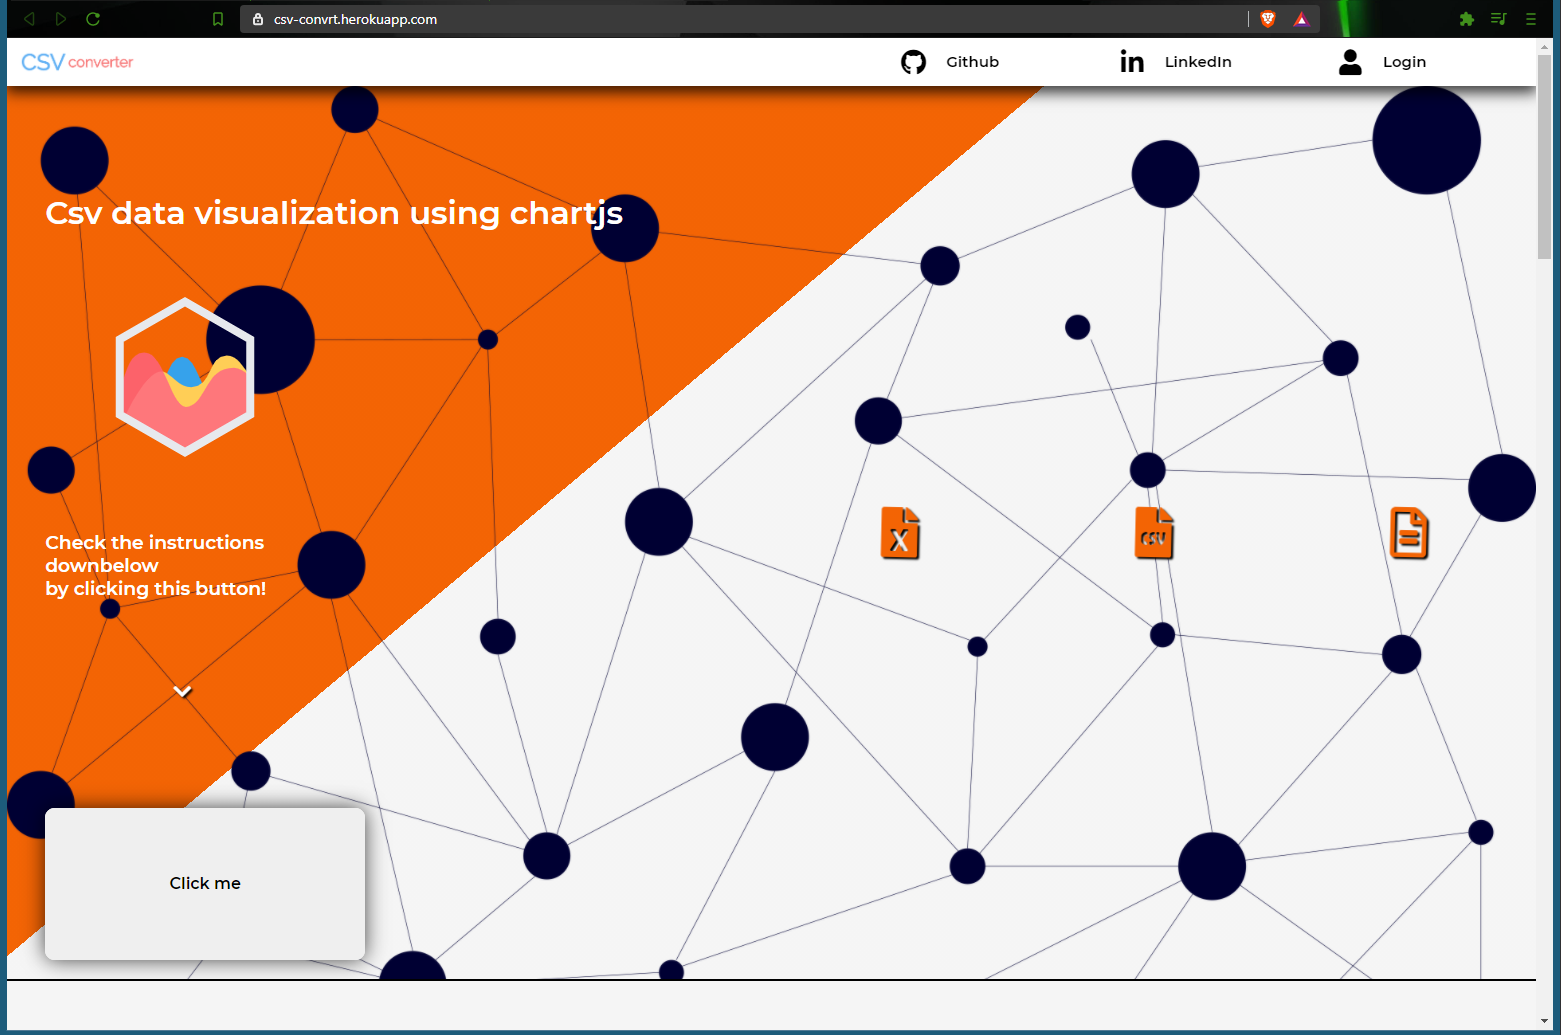 csv-convrt.herokuapp.com
CSV converter
Github
LinkedIn
Login
Csv data visualization using chartjs
Check the instructions
downbelow
by clicking this button!
X
CSV
Click me